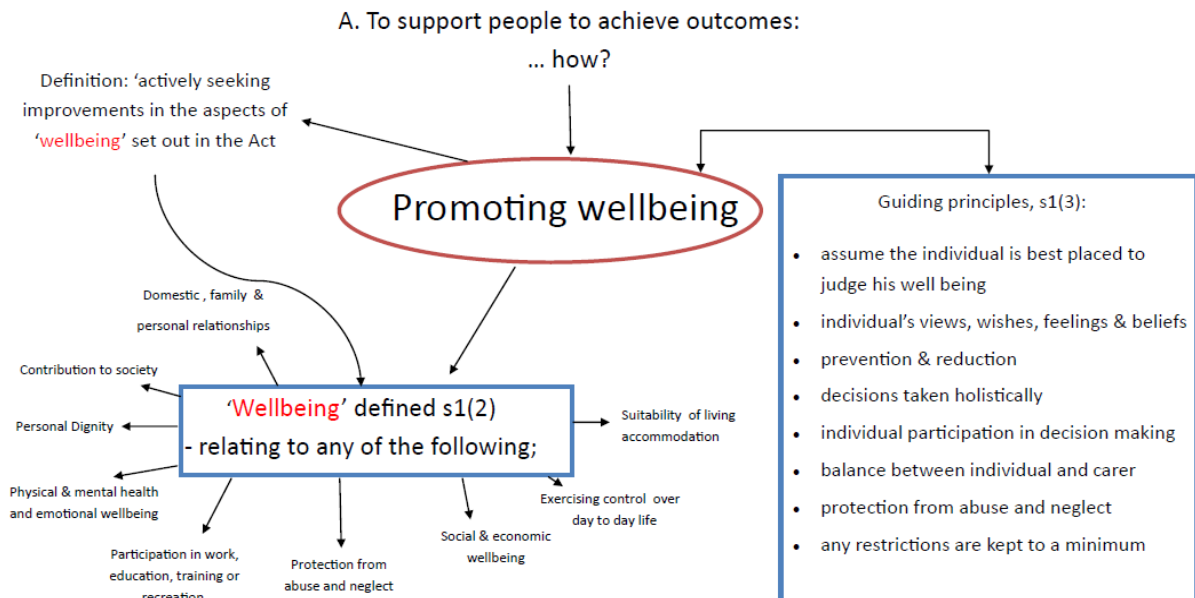 A. To support people to achieve outcomes:
... how?
Definition: ‘actively seeking
improvements in the aspects of
‘wellbeing’ set out in the Act
Promoting wellbeing
Guiding principles, s1(3):
• assume the individual is best placed to
judge his well being
• individual’s views, wishes, feelings & beliefs
• prevention & reduction
• decisions taken holistically
• individual participation in decision making
• balance between individual and carer
• protection from abuse and neglect
• any restrictions are kept to a minimum
Domestic , family &
personal relationships
Contribution to society
Personal Dignity
Physical & mental health
and emotional wellbeing
‘Wellbeing’ defined s1(2)
- relating to any of the following;
Suitability of living
accommodation
Exercising control over
day to day life
Social & economic
wellbeing
Protection from
abuse and neglect
Participation in work,
education, training or
recreation